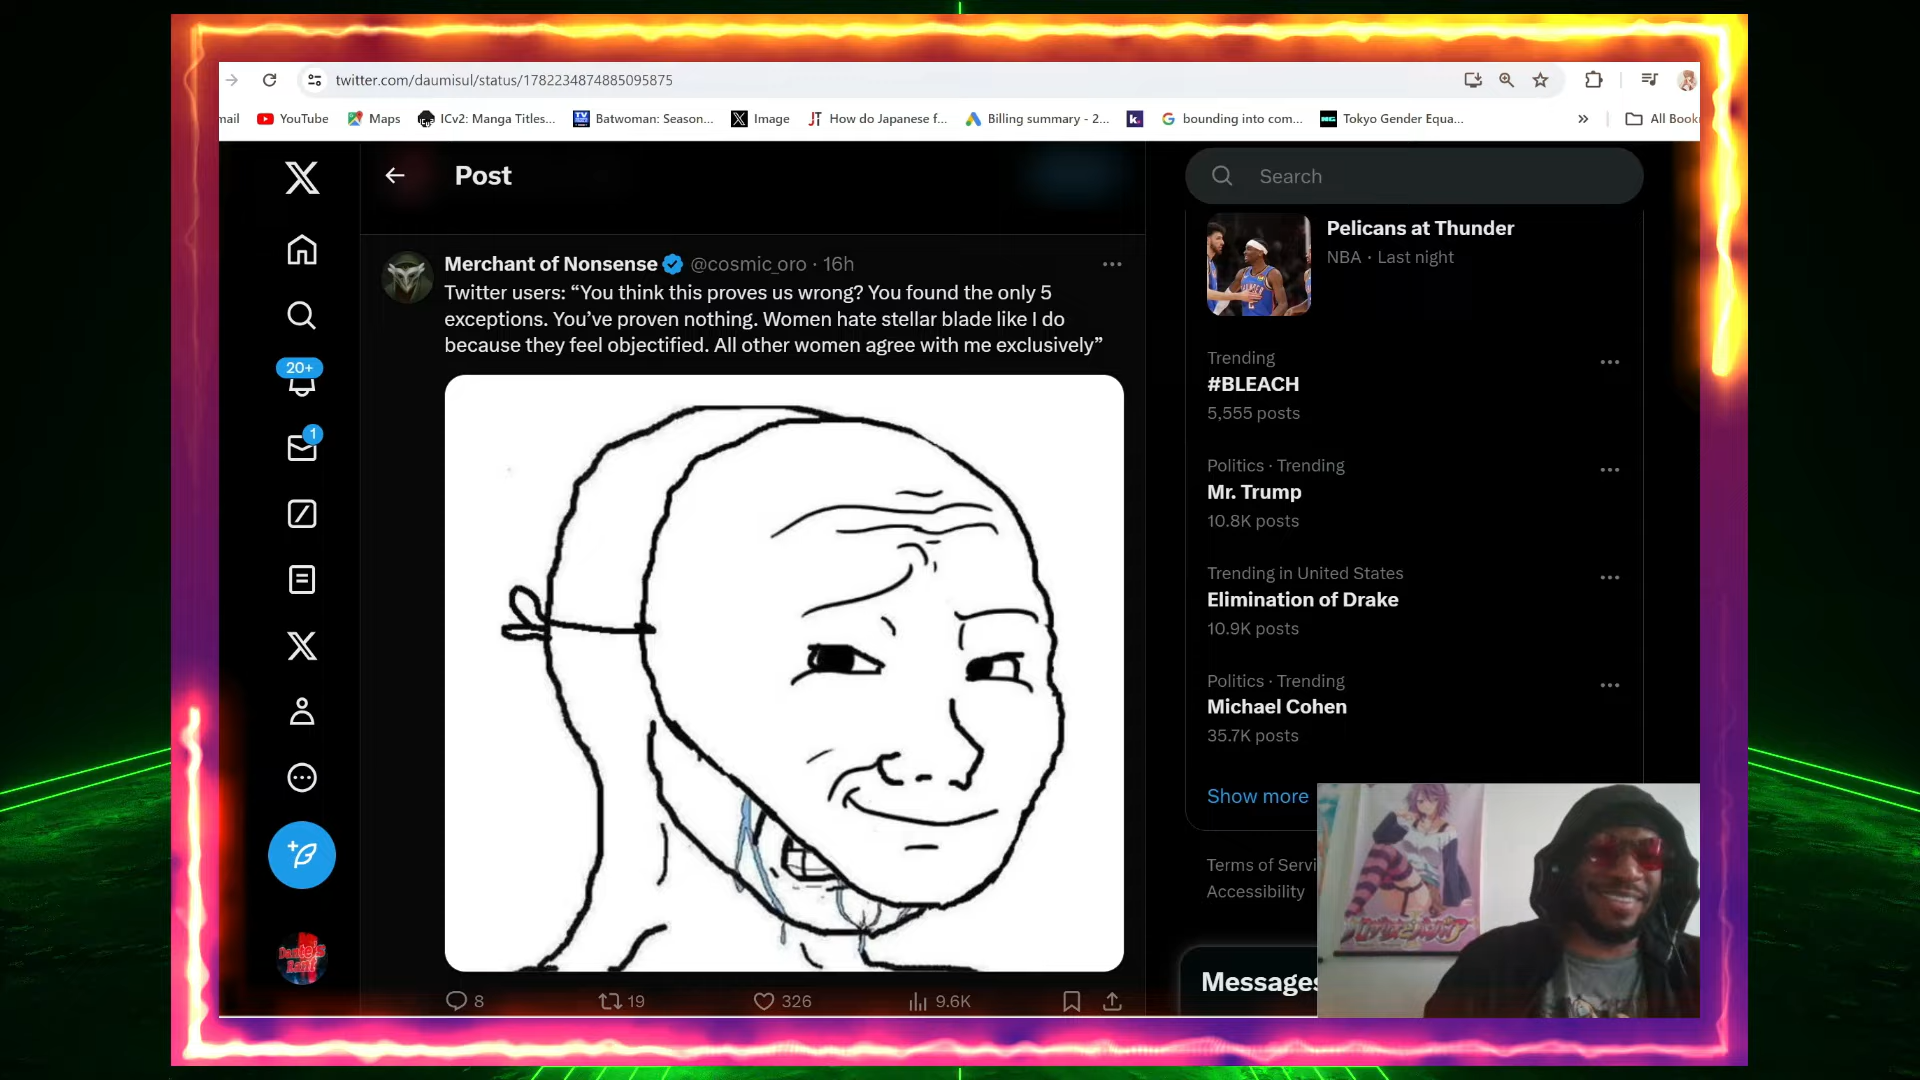 twitter.com/daumisul/status/1782234874885095875
mail
YouTube
Maps
ICv2: Manga Titles...
Batwoman: Season...
Image
How do Japanese f...
Billing summary - 2...
bounding into com...
Tokyo Gender Equa...
»
All Book
Post
Search
Pelicans at Thunder
NBA · Last night
Merchant of Nonsense @cosmic_oro · 16h
Twitter users: “You think this proves us wrong? You found the only 5
exceptions. You’ve proven nothing. Women hate stellar blade like I do
because they feel objectified. All other women agree with me exclusively”
8
19
326
9.6K
20+
1
Dante's
Rant
Trending
#BLEACH
5,555 posts
Politics · Trending
Mr. Trump
10.8K posts
Trending in United States
Elimination of Drake
10.9K posts
Politics · Trending
Michael Cohen
35.7K posts
Show more
Terms of Servi
Accessibility
Messages